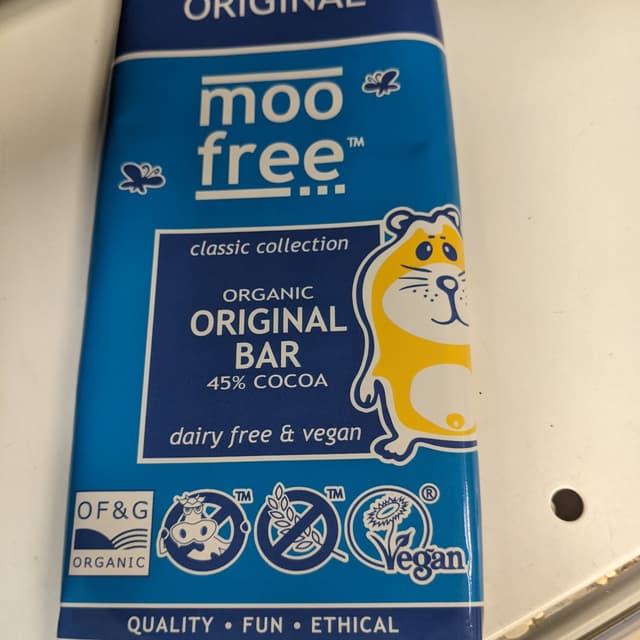 ORIGINAL
moo
free™
classic collection
ORGANIC
ORIGINAL
BAR
45% COCOA
dairy free & vegan
OF&G
ORGANIC
TM
TM
®
Vegan
QUALITY • FUN • ETHICAL